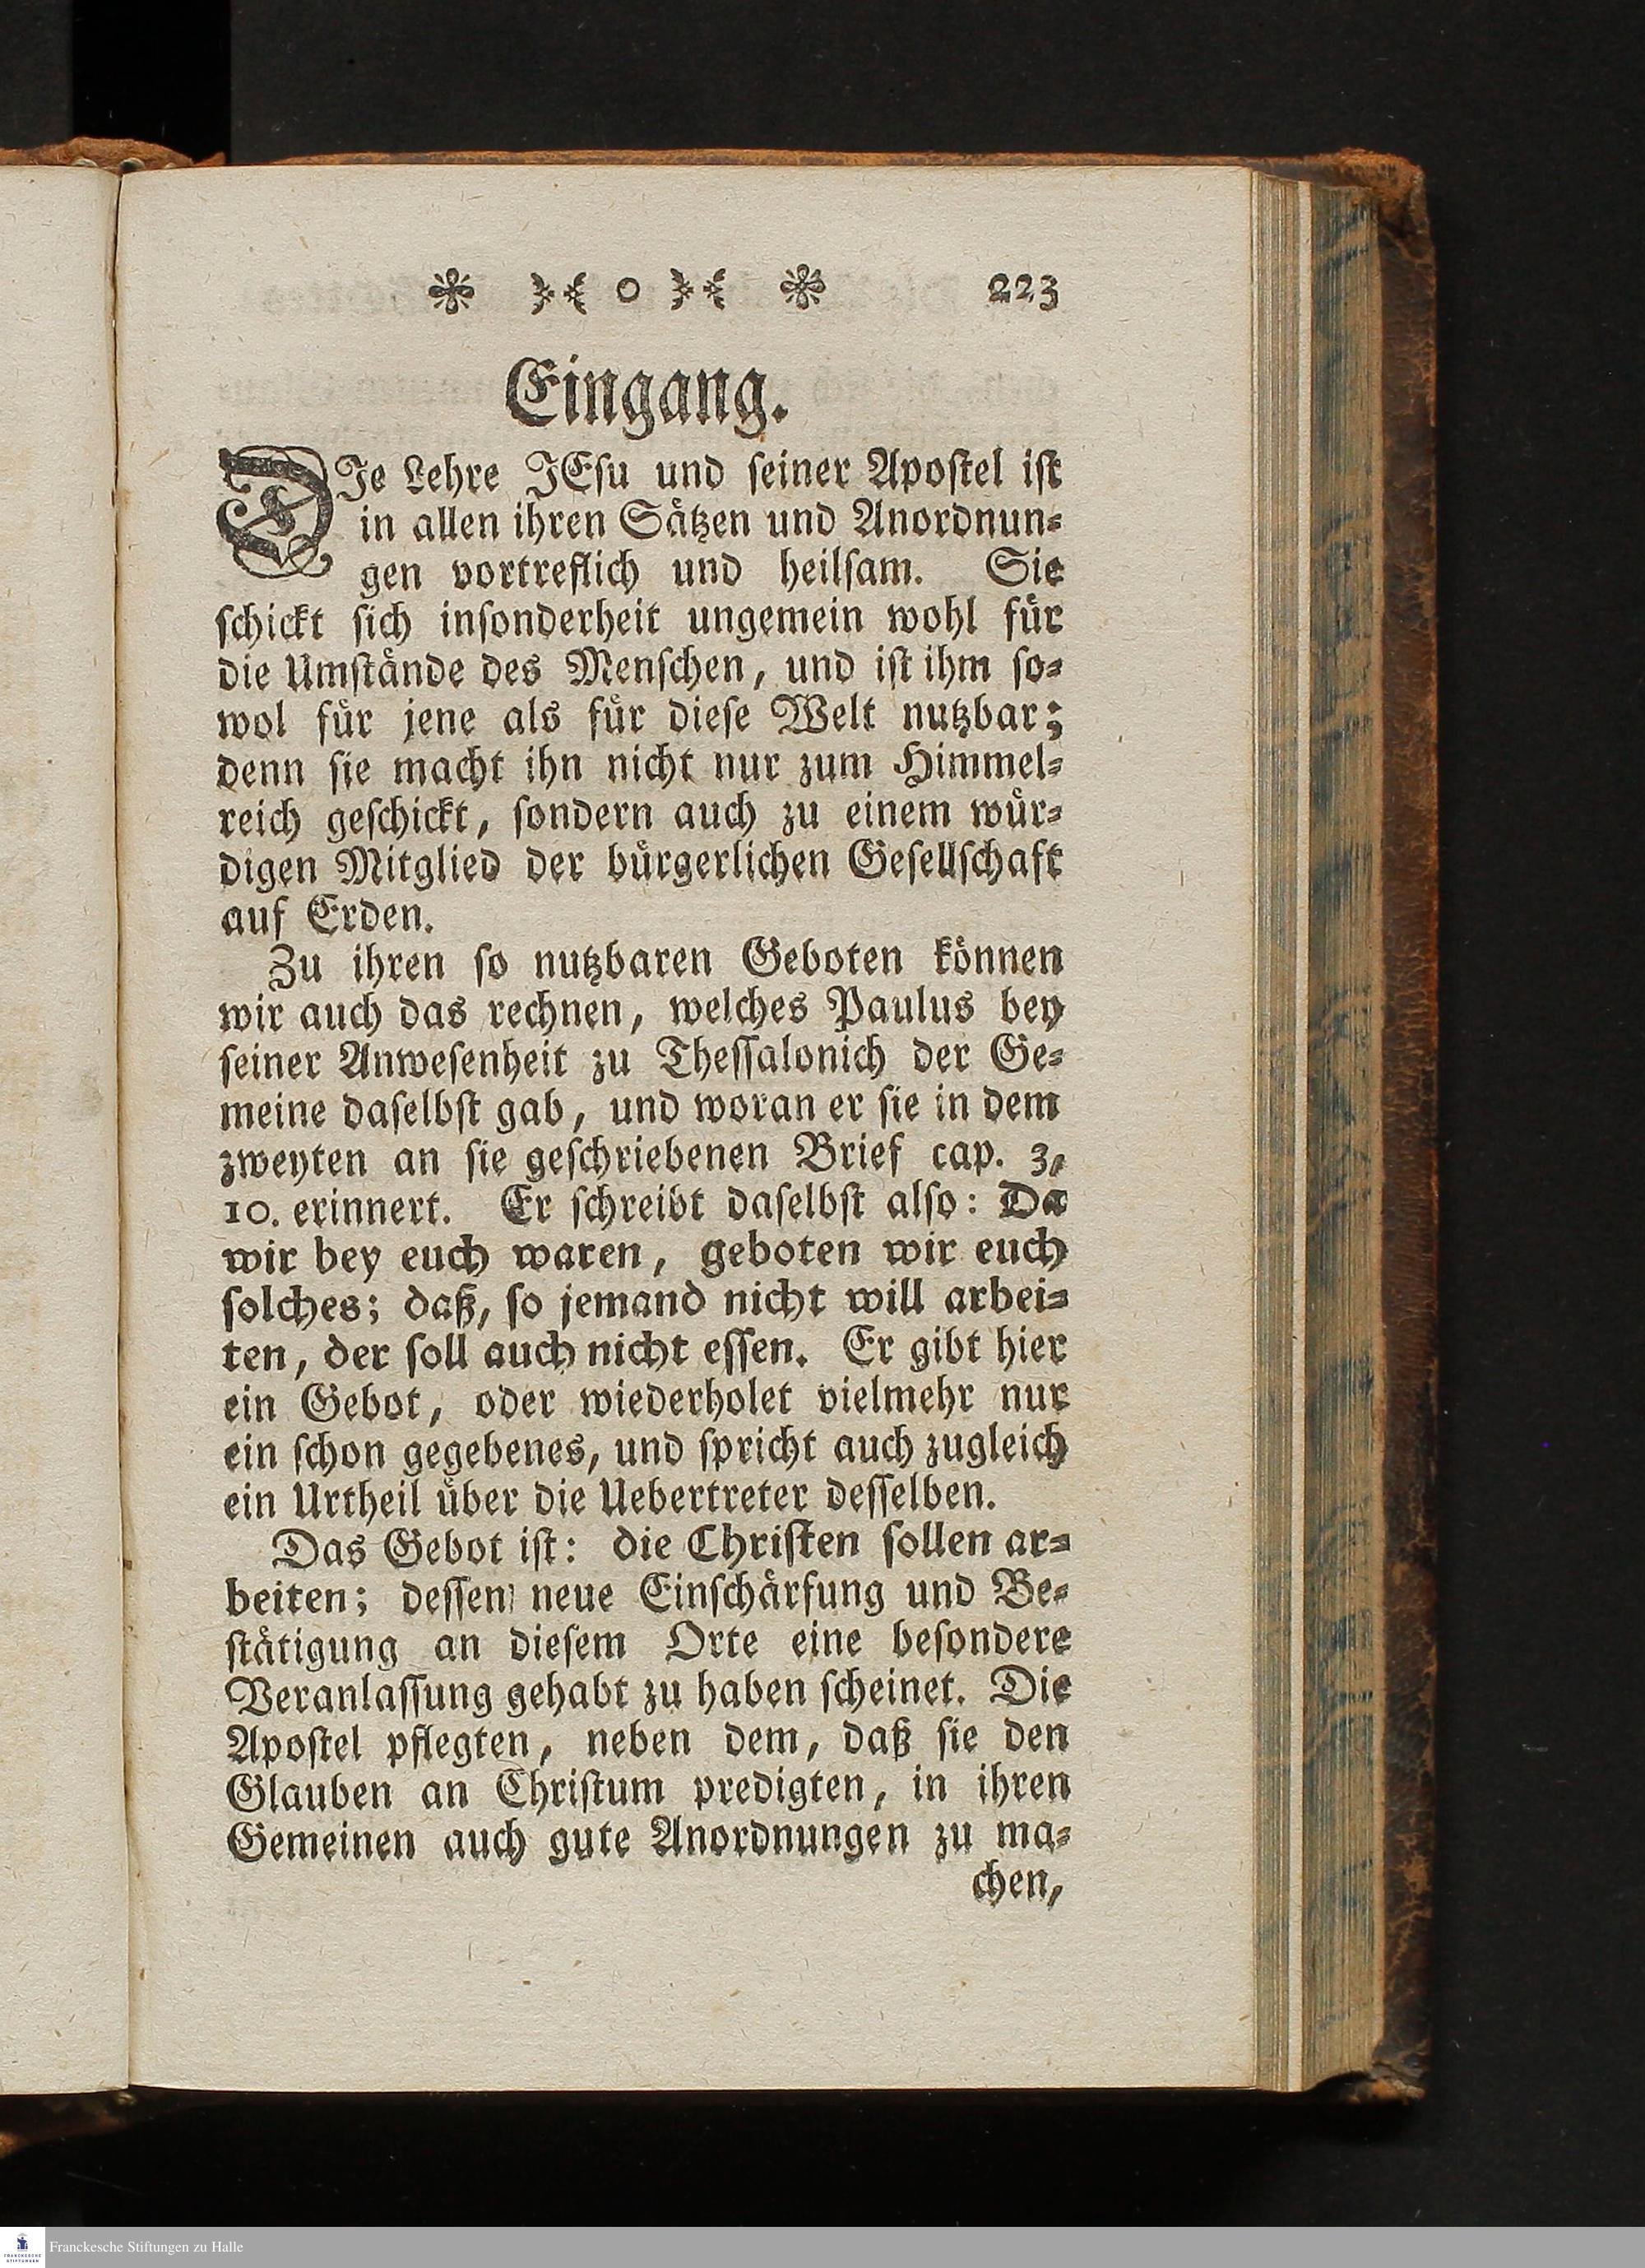 223
Eingang.
DIe Lehre JEsu und ſeiner Apoſtel iſt
in allen ihren Sätzen und Anordnun⸗
gen vortreflich und heilſam. Sie
ſchickt ſich inſonderheit ungemein wohl für
die Umſtände des Menſchen, und iſt ihm ſo⸗
wol für jene als für dieſe Welt nutzbar;
denn ſie macht ihn nicht nur zum Himmel⸗
reich geſchickt, ſondern auch zu einem wür⸗
digen Mitglied der bürgerlichen Geſellſchaft
auf Erden.
Zu ihren ſo nutzbaren Geboten können
wir auch das rechnen, welches Paulus bey
ſeiner Anweſenheit zu Theſſalonich der Ge⸗
meine daſelbſt gab, und woran er ſie in dem
zweyten an ſie geſchriebenen Brief cap. 3,
10. erinnert. Er ſchreibt daſelbſt alſo: Da
wir bey euch waren, geboten wir euch
ſolches; daß, ſo jemand nicht will arbei⸗
ten, der ſoll auch nicht eſſen. Er gibt hier
ein Gebot, oder wiederholet vielmehr nur
ein ſchon gegebenes, und ſpricht auch zugleich
ein Urtheil über die Uebertreter deſſelben.
Das Gebot iſt: die Chriſten ſollen ar⸗
beiten; deſſen neue Einſchärfung und Be⸗
ſtätigung an dieſem Orte eine beſondere
Veranlaſſung gehabt zu haben ſcheinet. Die
Apoſtel pflegten, neben dem, daß ſie den
Glauben an Chriſtum predigten, in ihren
Gemeinen auch gute Anordnungen zu ma⸗
chen,
Franckesche Stiftungen zu Halle